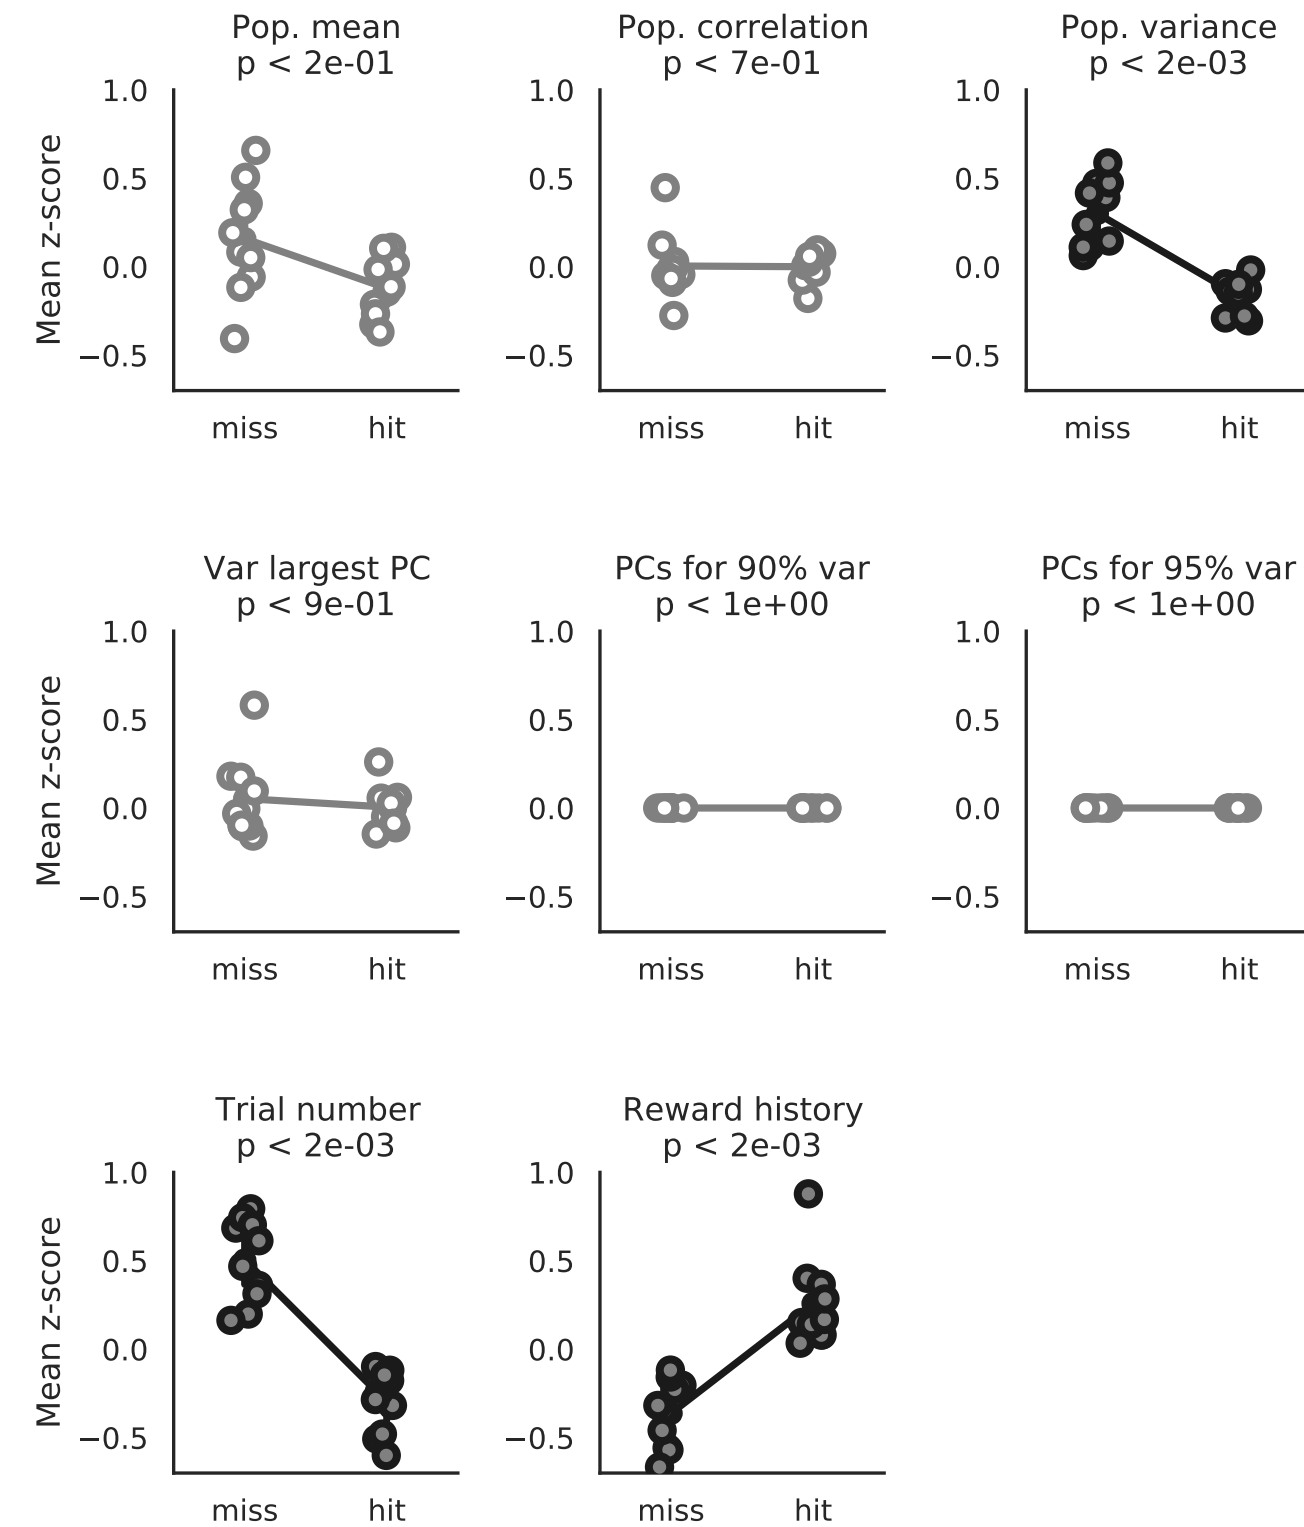 Pop. mean
p < 2e-01
Pop. correlation
p < 7e-01
Pop. variance
p < 2e-03
Mean z-score
1.0
0.5
0.0
−0.5
miss hit
1.0
0.5
0.0
−0.5
miss hit
1.0
0.5
0.0
−0.5
miss hit
Var largest PC
p < 9e-01
PCs for 90% var
p < 1e+00
PCs for 95% var
p < 1e+00
Mean z-score
1.0
0.5
0.0
−0.5
miss hit
1.0
0.5
0.0
−0.5
miss hit
1.0
0.5
0.0
−0.5
miss hit
Trial number
p < 2e-03
Reward history
p < 2e-03
Mean z-score
1.0
0.5
0.0
−0.5
miss hit
1.0
0.5
0.0
−0.5
miss hit